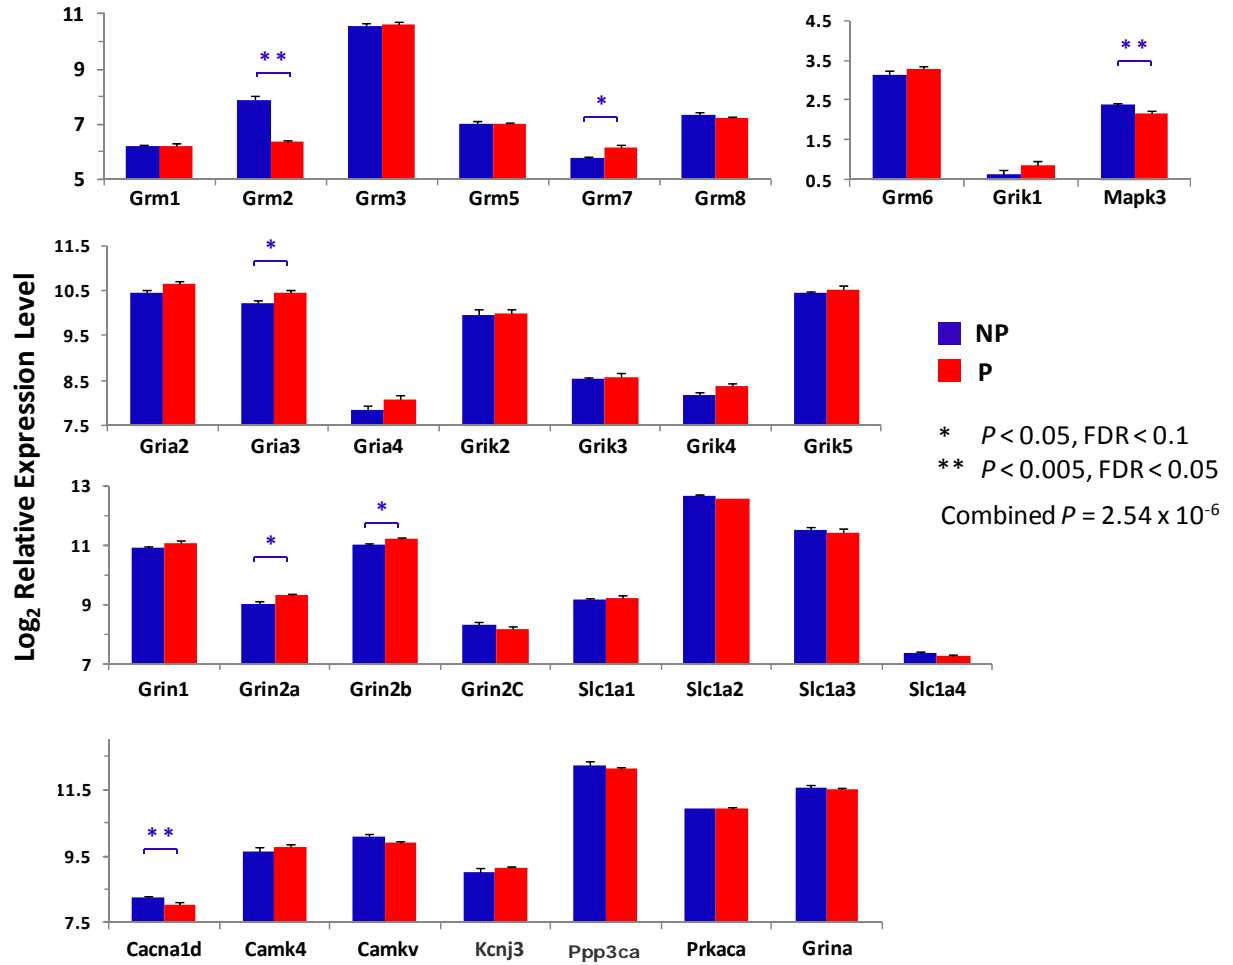 11
9
7
5
* *
*
Grm1 Grm2 Grm3 Grm5 Grm7 Grm8
4.5
3.5
2.5
1.5
0.5
* *
Grm6 Grik1 Mapk3
Log2 Relative Expression Level
11.5
10.5
9.5
8.5
7.5
*
Gria2 Gria3 Gria4 Grik2 Grik3 Grik4 Grik5
NP
P
* P < 0.05, FDR < 0.1
** P < 0.005, FDR < 0.05
Combined P = 2.54 x 10-6
13
11
9
7
*
*
Grin1 Grin2a Grin2b Grin2C Slc1a1 Slc1a2 Slc1a3 Slc1a4
11.5
9.5
7.5
* *
Cacna1d Camk4 Camkv Kcnj3 Ppp3ca Prkaca Grina